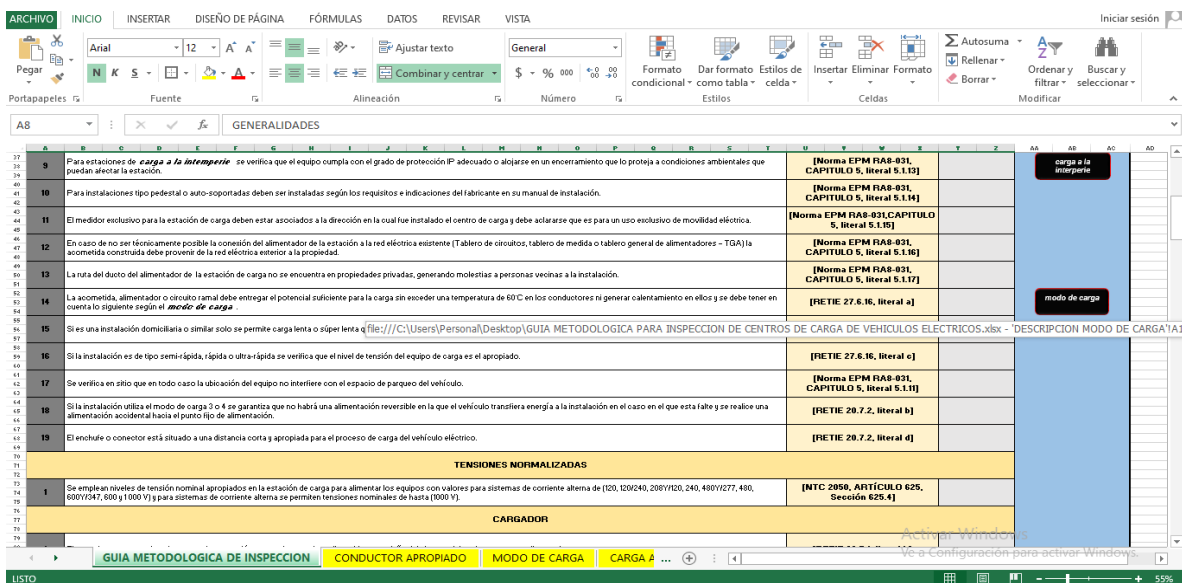 ARCHIVO INICIO INSERTAR DISEÑO DE PÁGINA FÓRMULAS DATOS REVISAR VISTA Iniciar sesión
Pegar
Arial 12
Ajustar texto
General
Autosuma
Rellenar
Borrar
N K S
Combinar y centrar
$ % 000
Formato condicional
Dar formato como tabla
Estilos de celda
Insertar Eliminar Formato
Ordenar y filtrar
Buscar y seleccionar
Portapapeles Fuente Alineación Número Estilos Celdas Modificar
A8 fx GENERALIDADES
9 Para estaciones de carga a la intemperie se verifica que el equipo cumpla con el grado de protección IP adecuado o alojarse en un encerramiento que lo proteja a condiciones ambientales que
puedan afectar la estación.
[Norma EPM RA8-031,
CAPITULO 5, literal 5.1.13]
carga a la
interperie
10 Para instalaciones tipo pedestal o auto-soportadas deben ser instaladas según los requisitos e indicaciones del fabricante en su manual de instalación.
[Norma EPM RA8-031,
CAPITULO 5, literal 5.1.14]
11 El medidor exclusivo para la estación de carga deben estar asociados a la dirección en la cual fue instalado el centro de carga y debe aclararse que es para un uso exclusivo de movilidad eléctrica.
[Norma EPM RA8-031,CAPITULO
5, literal 5.1.15]
12 En caso de no ser técnicamente posible la conexión del alimentador de la estación a la red eléctrica existente (Tablero de circuitos, tablero de medida o tablero general de alimentadores – TGA) la
acometida construida debe provenir de la red eléctrica exterior a la propiedad.
[Norma EPM RA8-031,
CAPITULO 5, literal 5.1.16]
13 La ruta del ducto del alimentador de la estación de carga no se encuentra en propiedades privadas, generando molestias a personas vecinas a la instalación.
[Norma EPM RA8-031,
CAPITULO 5, literal 5.1.17]
14 La acometida, alimentador o circuito ramal debe entregar el potencial suficiente para la carga sin exceder una temperatura de 60°C en los conductores ni generar calentamiento en ellos y se debe tener en
cuenta lo siguiente según el modo de carga .
[RETIE 27.6.16, literal a]
modo de carga
15 Si es una instalación domiciliaria o similar solo se permite carga lenta o súper lenta q
file:///C:\Users\Personal\Desktop\GUIA METODOLOGICA PARA INSPECCION DE CENTROS DE CARGA DE VEHICULOS ELECTRICOS.xlsx - 'DESCRIPCION MODO DE CARGA'!A1
16 Si la instalación es de tipo semi-rápida, rápida o ultra-rápida se verifica que el nivel de tensión del equipo de carga es el apropiado.
[RETIE 27.6.16, literal c]
17 Se verifica en sitio que en todo caso la ubicación del equipo no interfiere con el espacio de parqueo del vehículo.
[Norma EPM RA8-031,
CAPITULO 5, literal 5.1.11]
18 Si la instalación utiliza el modo de carga 3 o 4 se garantiza que no habrá una alimentación reversible en la que el vehículo transfiera energía a la instalación en el caso en el que esta falte y se realice una
alimentación accidental hacia el punto fijo de alimentación.
[RETIE 20.7.2, literal b]
19 El enchufe o conector está situado a una distancia corta y apropiada para el proceso de carga del vehículo eléctrico.
[RETIE 20.7.2, literal d]
TENSIONES NORMALIZADAS
1 Se emplean niveles de tensión nominal apropiados en la estación de carga para alimentar los equipos con valores para sistemas de corriente alterna de (120, 120/240, 208Y/120, 240, 480Y/277, 480,
600Y/347, 600 y 1 000 V) y para sistemas de corriente alterna se permiten tensiones nominales de hasta (1000 V).
[NTC 2050, ARTÍCULO 625,
Sección 625.4]
CARGADOR
Activar Windows
Ve a Configuración para activar Windows.
GUIA METODOLOGICA DE INSPECCION CONDUCTOR APROPIADO MODO DE CARGA CARGA A ...
LISTO 55%